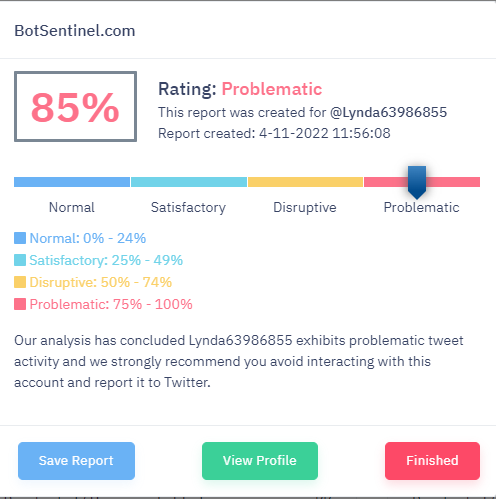 BotSentinel.com
85%
Rating: Problematic
This report was created for @Lynda63986855
Report created: 4-11-2022 11:56:08
Normal Satisfactory Disruptive Problematic
Normal: 0% - 24%
Satisfactory: 25% - 49%
Disruptive: 50% - 74%
Problematic: 75% - 100%
Our analysis has concluded Lynda63986855 exhibits problematic tweet
activity and we strongly recommend you avoid interacting with this
account and report it to Twitter.
Save Report View Profile Finished